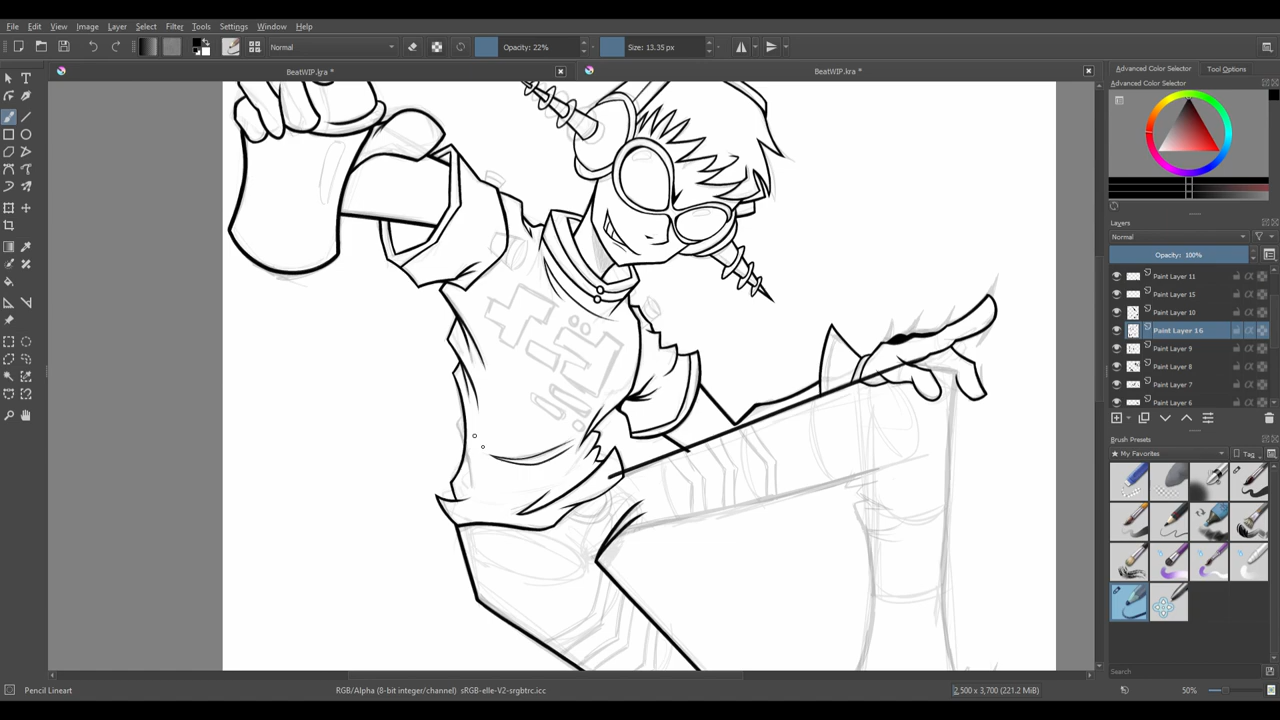 File Edit View Image Layer Select Filter Tools Settings Window Help
Normal
Opacity: 22%
Size: 13.35 px
BeatWIP.kra *
BeatWIP.kra *
Advanced Color Selector
Tool Options
Advanced Color Selector
Layers
Normal
Opacity: 100%
Paint Layer 11
Paint Layer 15
Paint Layer 10
Paint Layer 16
Paint Layer 9
Paint Layer 8
Paint Layer 7
Paint Layer 6
Brush Presets
My Favorites
Tag
Search
Pencil Lineart
RGB/Alpha (8-bit integer/channel) sRGB-elle-V2-srgbtrc.icc
2,500 x 3,700 (221.2 MiB)
50%